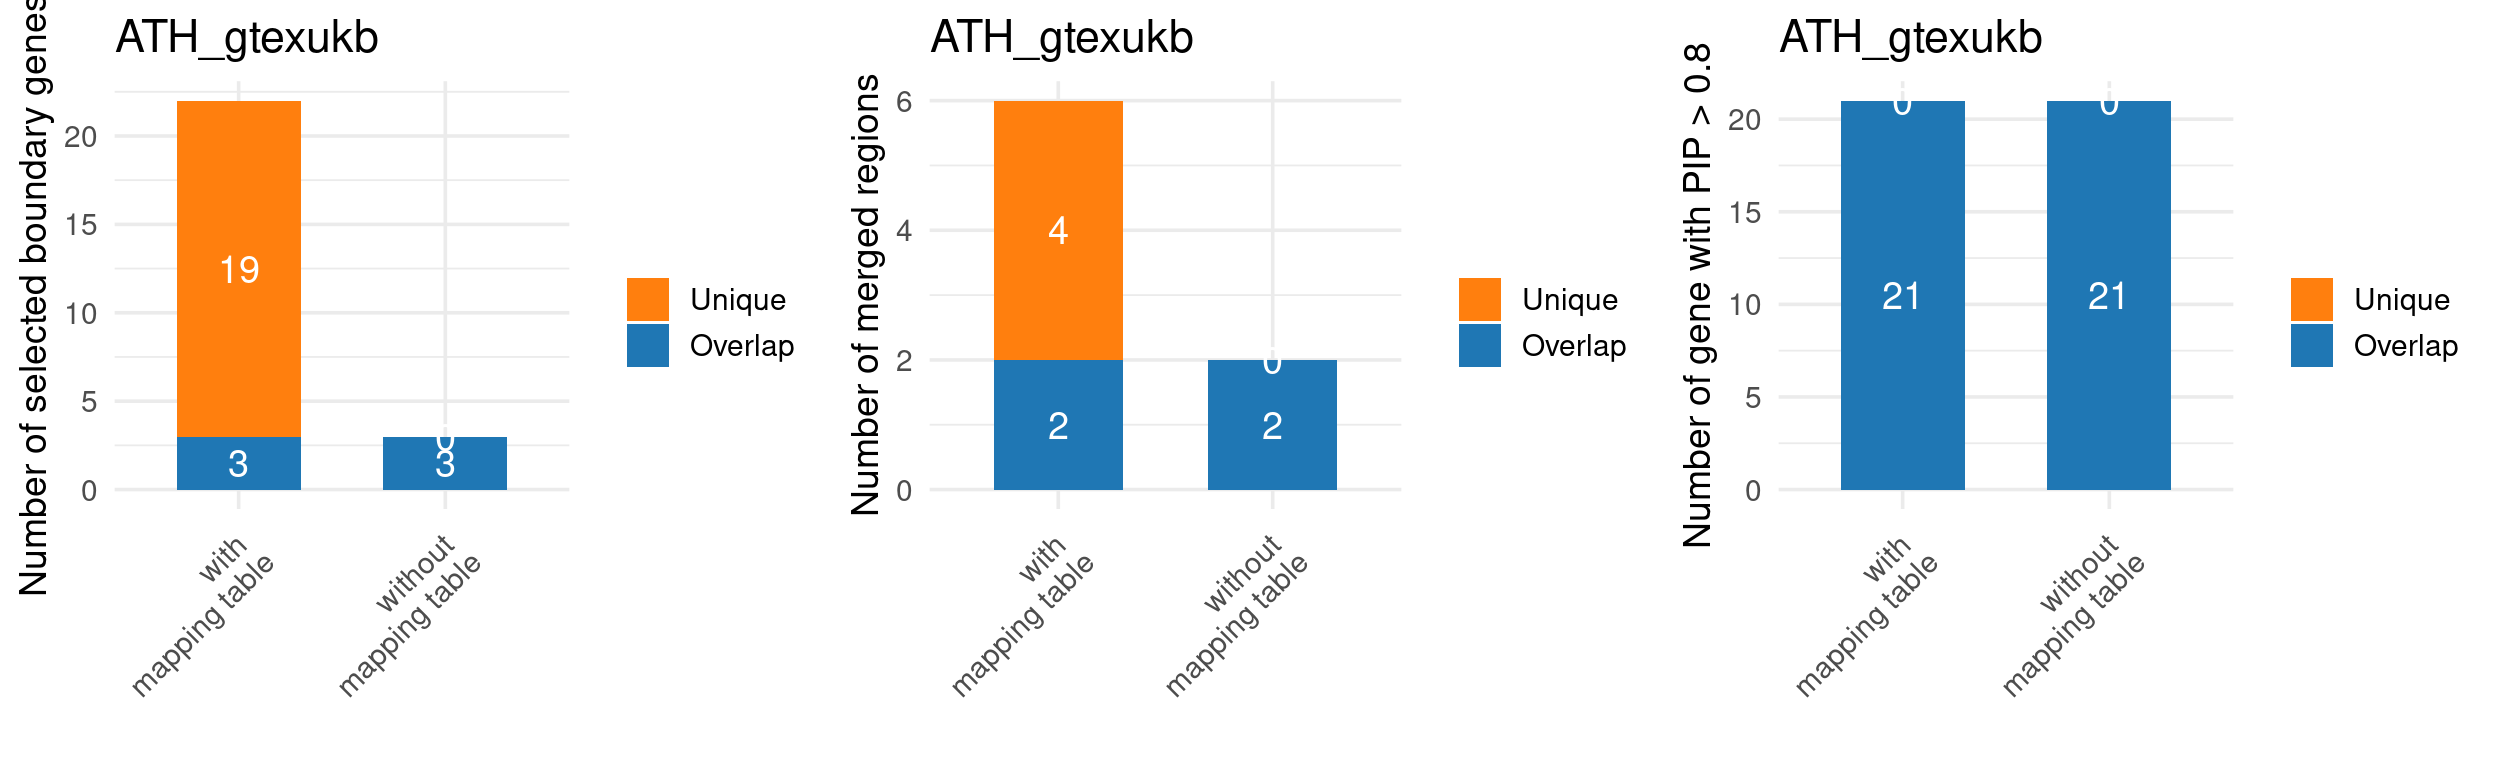 ATH_gtexukb
Number of selected boundary genes
20
15
10
5
0
19
3
0
3
with
mapping table
without
mapping table
Unique
Overlap
ATH_gtexukb
Number of merged regions
6
4
2
0
4
2
0
2
with
mapping table
without
mapping table
Unique
Overlap
ATH_gtexukb
Number of gene with PIP > 0.8
20
15
10
5
0
0
21
0
21
with
mapping table
without
mapping table
Unique
Overlap